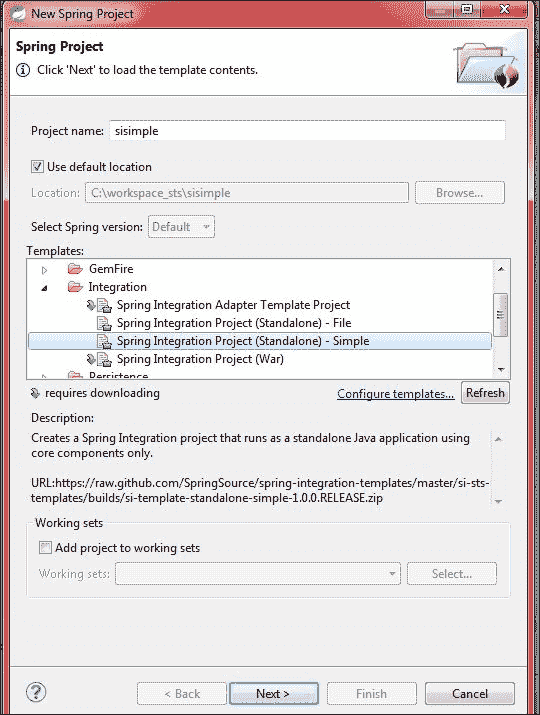 New Spring Project
Spring Project
Click 'Next' to load the template contents.
Project name: sisimple
Use default location
Location: C:\workspace_sts\sisimple Browse...
Select Spring version: Default
Templates:
GemFire
Integration
Spring Integration Adapter Template Project
Spring Integration Project (Standalone) - File
Spring Integration Project (Standalone) - Simple
Spring Integration Project (War)
Persistence
requires downloading Configure templates... Refresh
Description:
Creates a Spring Integration project that runs as a standalone Java application using
core components only.
URL:https://raw.github.com/SpringSource/spring-integration-templates/master/si-sts-
templates/builds/si-template-standalone-simple-1.0.0.RELEASE.zip
Working sets
Add project to working sets
Working sets: Select...
? < Back Next > Finish Cancel